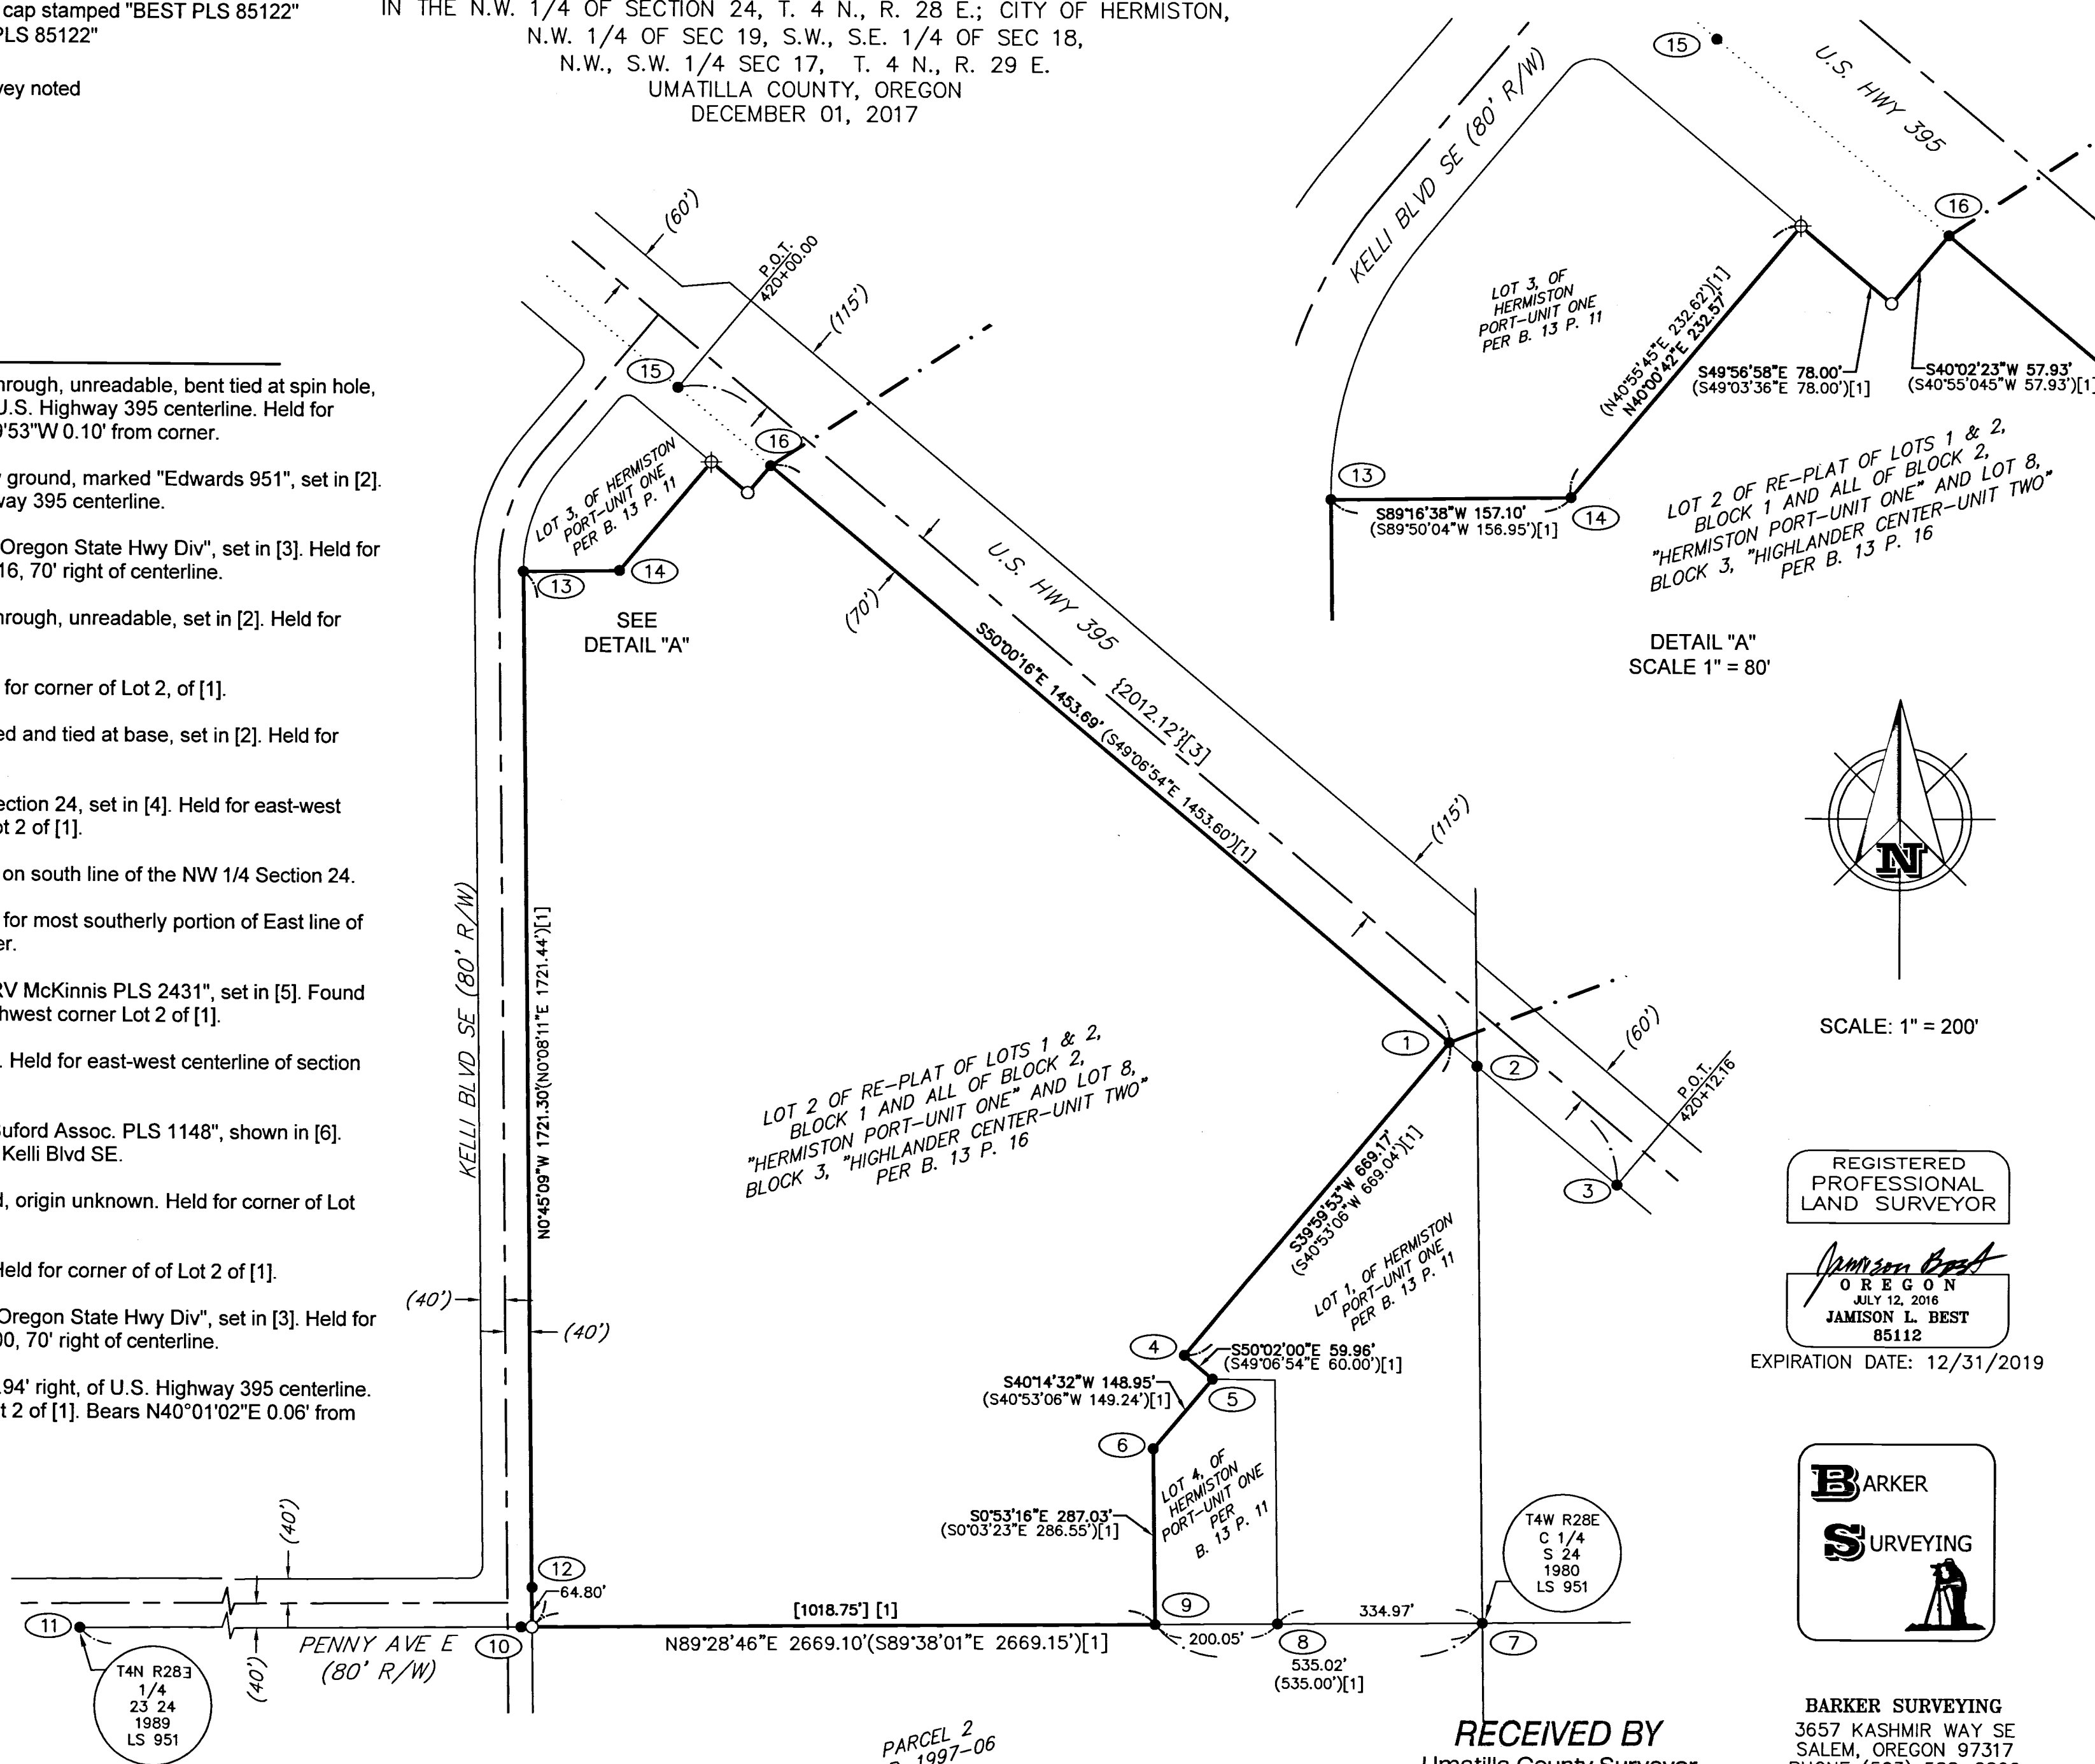 cap stamped "BEST PLS 85122"
PLS 85122"
vey noted
IN THE N.W. 1/4 OF SECTION 24, T. 4 N., R. 28 E.; CITY OF HERMISTON,
N.W. 1/4 OF SEC 19, S.W., S.E. 1/4 OF SEC 18,
N.W., S.W. 1/4 SEC 17, T. 4 N., R. 29 E.
UMATILLA COUNTY, OREGON
DECEMBER 01, 2017
hrough, unreadable, bent tied at spin hole,
U.S. Highway 395 centerline. Held for
9'53"W 0.10' from corner.
ground, marked "Edwards 951", set in [2].
way 395 centerline.
Oregon State Hwy Div", set in [3]. Held for
16, 70' right of centerline.
hrough, unreadable, set in [2]. Held for
for corner of Lot 2, of [1].
ed and tied at base, set in [2]. Held for
ection 24, set in [4]. Held for east-west
ot 2 of [1].
on south line of the NW 1/4 Section 24.
for most southerly portion of East line of
er.
RV McKinnis PLS 2431", set in [5]. Found
hwest corner Lot 2 of [1].
. Held for east-west centerline of section
Buford Assoc. PLS 1148", shown in [6].
Kelli Blvd SE.
d, origin unknown. Held for corner of Lot
Held for corner of of Lot 2 of [1].
Oregon State Hwy Div", set in [3]. Held for
00, 70' right of centerline.
.94' right, of U.S. Highway 395 centerline.
t 2 of [1]. Bears N40°01'02"E 0.06' from
(60')
P.O.T.
420+00.00
(115')
15
16
LOT 3, OF HERMISTON
PORT-UNIT ONE
PER B. 13 P. 11
13
14
SEE
DETAIL "A"
(70')
U.S. HWY 395
{2012.12'}[3]
S50°00'16"E 1453.69' (S49°06'54"E 1453.60')[1]
(115')
KELLI BLVD SE (80' R/W)
N0°45'09"W 1721.30'(N0°08'11"E 1721.44')[1]
LOT 2 OF RE-PLAT OF LOTS 1 & 2,
BLOCK 1 AND ALL OF BLOCK 2,
"HERMISTON PORT-UNIT ONE" AND LOT 8,
BLOCK 3, "HIGHLANDER CENTER-UNIT TWO"
PER B. 13 P. 16
1
2
3
(60')
P.O.T.
420+12.16
S39°59'53"W 669.17'
(S40°53'06"W 669.04')[1]
LOT 1, OF HERMISTON
PORT-UNIT ONE
PER B. 13 P. 11
(40')
(40')
4
S50°02'00"E 59.96'
(S49°06'54"E 60.00')[1]
S40°14'32"W 148.95'
(S40°53'06"W 149.24')[1]
5
6
LOT 4, OF
HERMISTON
PORT-UNIT ONE
PER
B. 13 P. 11
S0°53'16"E 287.03'
(S0°03'23"E 286.55')[1]
T4W R28E
C 1/4
S 24
1980
LS 951
(40')
12
64.80'
[1018.75'] [1]
9
334.97'
11
10
PENNY AVE E
(80' R/W)
(40')
N89°28'46"E 2669.10'(S89°38'01"E 2669.15')[1]
200.05'
8
7
535.02'
(535.00')[1]
T4N R28E
1/4
23 24
1989
LS 951
PARCEL 2
1997-06
15
U.S. HWY 395
KELLI BLVD SE (80' R/W)
16
LOT 3, OF
HERMISTON
PORT-UNIT ONE
PER B. 13 P. 11
(N40°55'45"E 232.62')[1]
N40°00'42"E 232.57'
S49°56'58"E 78.00'
(S49°03'36"E 78.00')[1]
S40°02'23"W 57.93'
(S40°55'045"W 57.93')[1]
13
S89°16'38"W 157.10'
(S89°50'04"W 156.95')[1]
14
LOT 2 OF RE-PLAT OF LOTS 1 & 2,
BLOCK 1 AND ALL OF BLOCK 2,
"HERMISTON PORT-UNIT ONE" AND LOT 8,
BLOCK 3, "HIGHLANDER CENTER-UNIT TWO"
PER B. 13 P. 16
DETAIL "A"
SCALE 1" = 80'
N
SCALE: 1" = 200'
REGISTERED
PROFESSIONAL
LAND SURVEYOR
Jamison Best
OREGON
JULY 12, 2016
JAMISON L. BEST
85112
EXPIRATION DATE: 12/31/2019
BARKER
SURVEYING
BARKER SURVEYING
3657 KASHMIR WAY SE
SALEM, OREGON 97317
RECEIVED BY
Umatilla County Surveyor